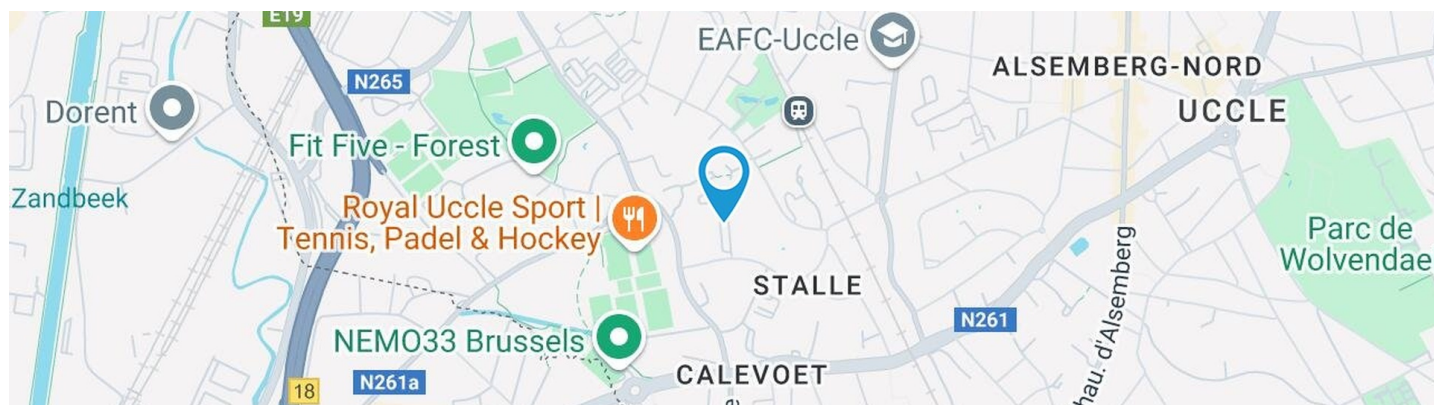 E19
EAFC-Uccle
ALSEMBERG-NORD
N265
UCCLE
Dorent
Fit Five - Forest
Zandbeek
Royal Uccle Sport |
Tennis, Padel & Hockey
Parc de
Wolvendae
STALLE
hau. d'Alsemberg
N261
NEMO33 Brussels
CALEVOET
N261a
18